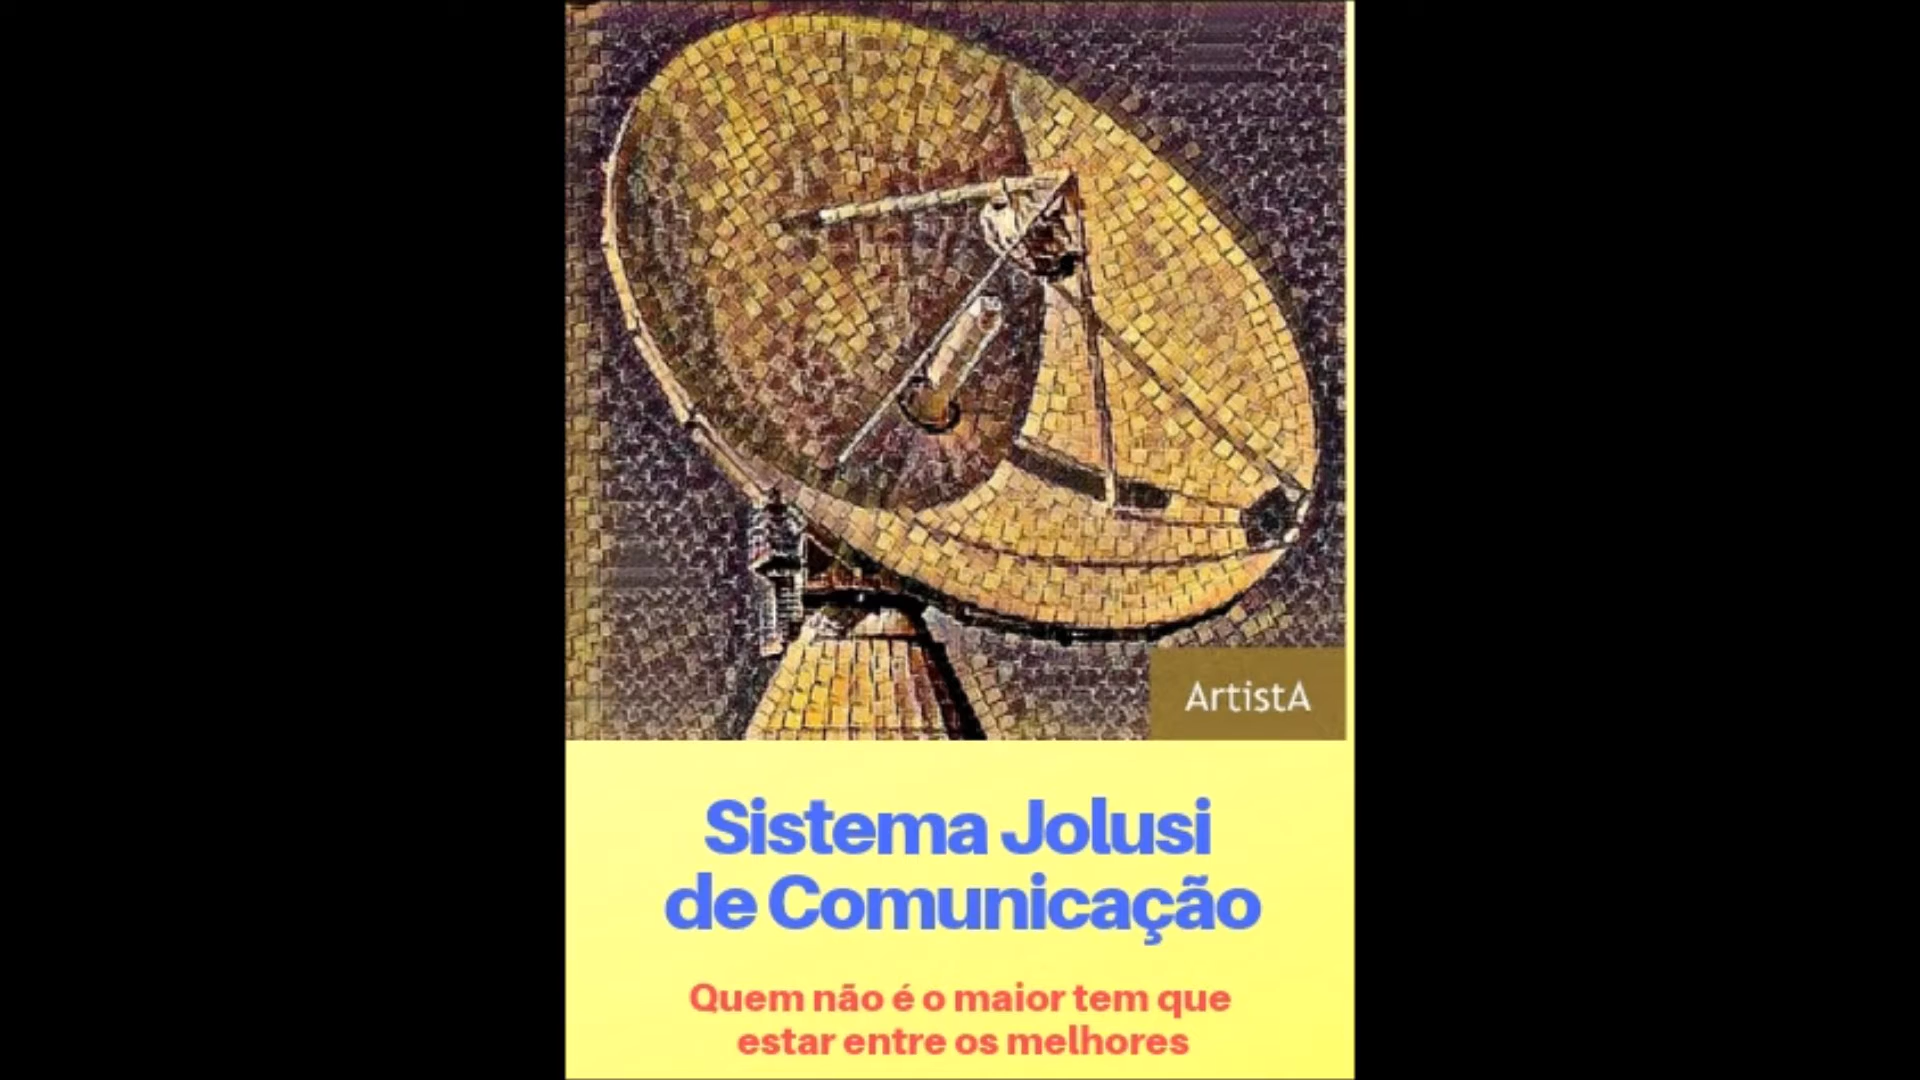 ArtistA
Sistema Jolusi
de Comunicação
Quem não é o maior tem que
estar entre os melhores